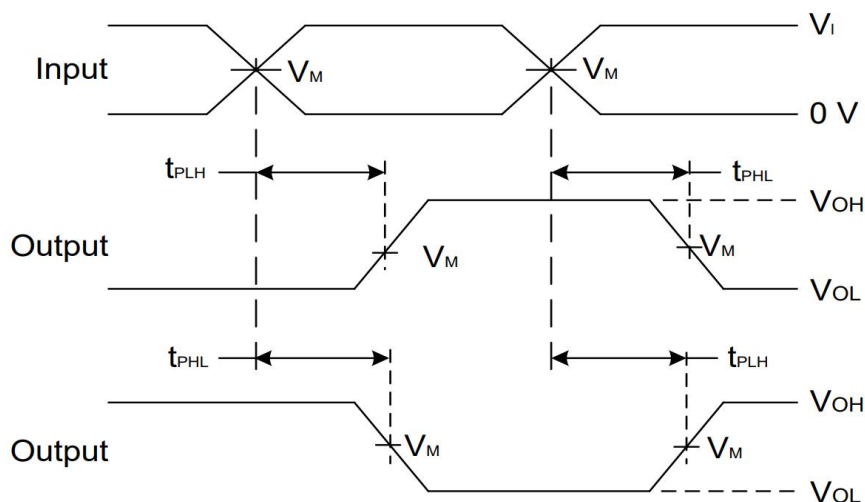 VI
Input
VM
VM
0 V
tPLH
tPHL
VOH
Output
VM
VM
VOL
tPHL
tPLH
VOH
Output
VM
VM
VOL